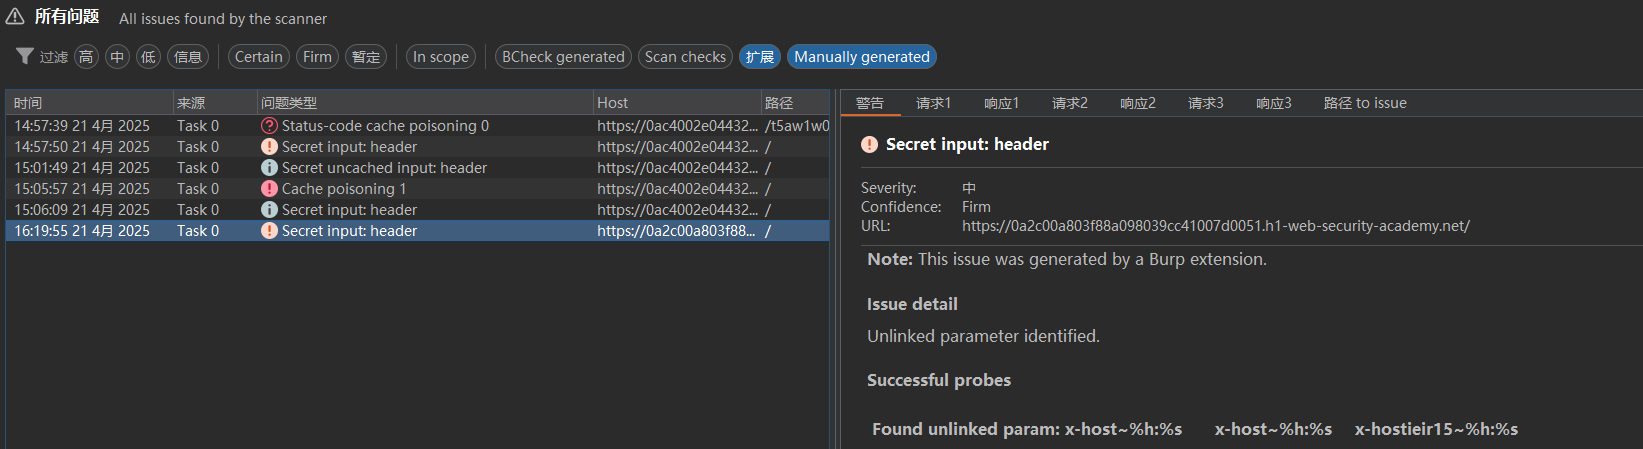 所有问题 All issues found by the scanner
过滤 高 中 低 信息 Certain Firm 暂定 In scope BCheck generated Scan checks 扩展 Manually generated
时间 来源 问题类型 Host 路径
14:57:39 21 4月 2025 Task 0 Status-code cache poisoning 0 https://0ac4002e04432... /t5aw1w0
14:57:50 21 4月 2025 Task 0 Secret input: header https://0ac4002e04432... /
15:01:49 21 4月 2025 Task 0 Secret uncached input: header https://0ac4002e04432... /
15:05:57 21 4月 2025 Task 0 Cache poisoning 1 https://0ac4002e04432... /
15:06:09 21 4月 2025 Task 0 Secret input: header https://0ac4002e04432... /
16:19:55 21 4月 2025 Task 0 Secret input: header https://0a2c00a803f88... /
警告 请求1 响应1 请求2 响应2 请求3 响应3 路径 to issue
Secret input: header
Severity: 中
Confidence: Firm
URL: https://0a2c00a803f88a098039cc41007d0051.h1-web-security-academy.net/
Note: This issue was generated by a Burp extension.
Issue detail
Unlinked parameter identified.
Successful probes
Found unlinked param: x-host~%h:%s x-host~%h:%s x-hostieir15~%h:%s